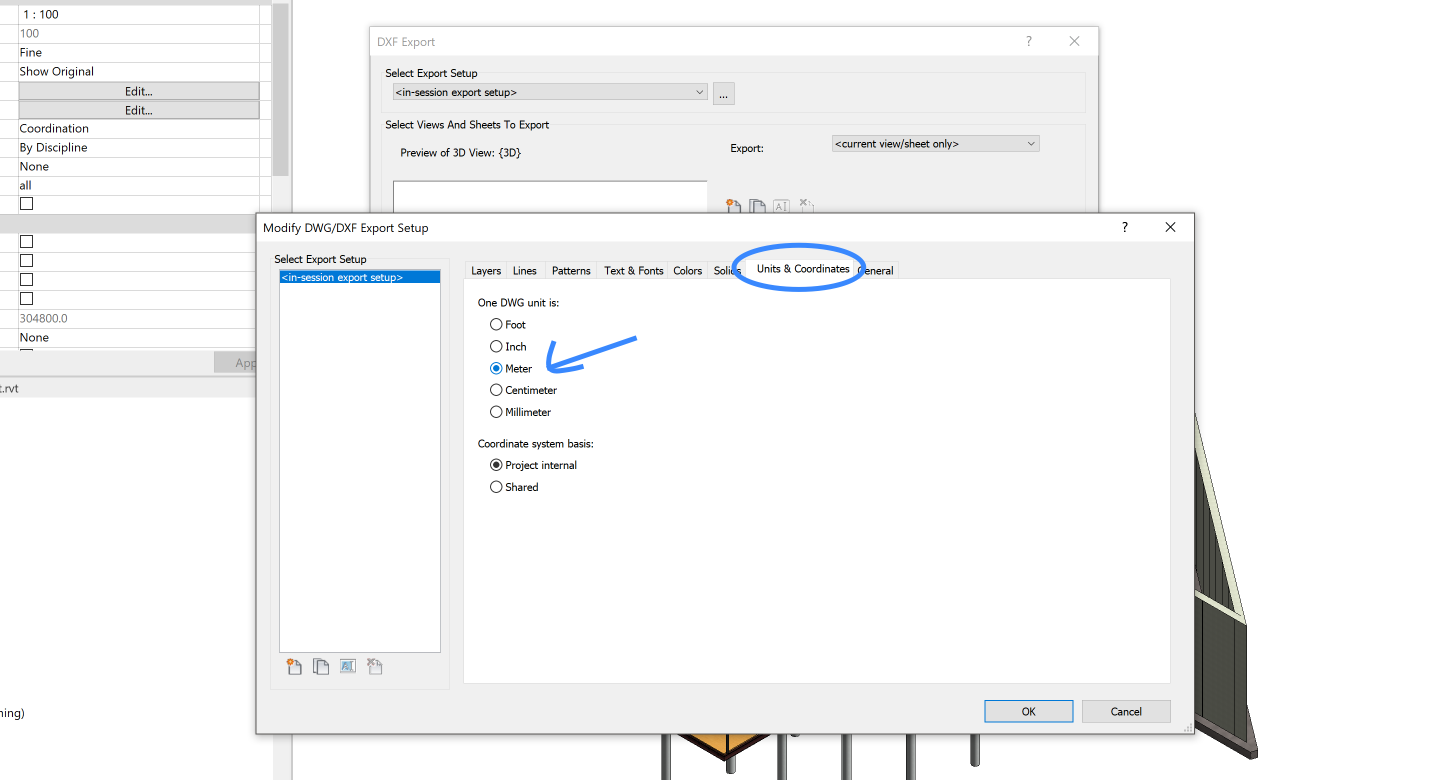 1 : 100
100
Fine
Show Original
Edit...
Edit...
Coordination
By Discipline
None
all
304800.0
None
App
t.rvt
ning)
DXF Export
?
Select Export Setup
<in-session export setup>
...
Select Views And Sheets To Export
Preview of 3D View: {3D}
Export:
<current view/sheet only>
Modify DWG/DXF Export Setup
?
Select Export Setup
<in-session export setup>
Layers Lines Patterns Text & Fonts Colors Solids Units & Coordinates General
One DWG unit is:
Foot
Inch
Meter
Centimeter
Millimeter
Coordinate system basis:
Project internal
Shared
OK Cancel